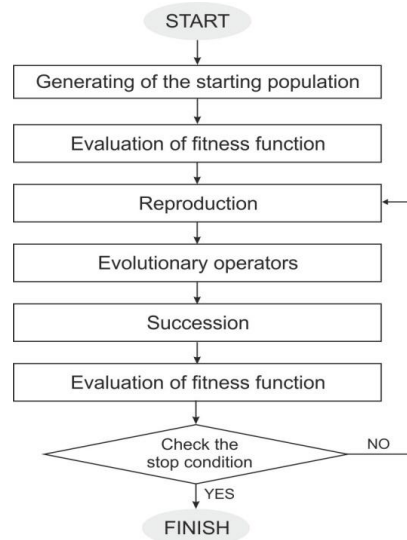 START
Generating of the starting population
Evaluation of fitness function
Reproduction
Evolutionary operators
Succession
Evaluation of fitness function
Check the
stop condition
NO
YES
FINISH